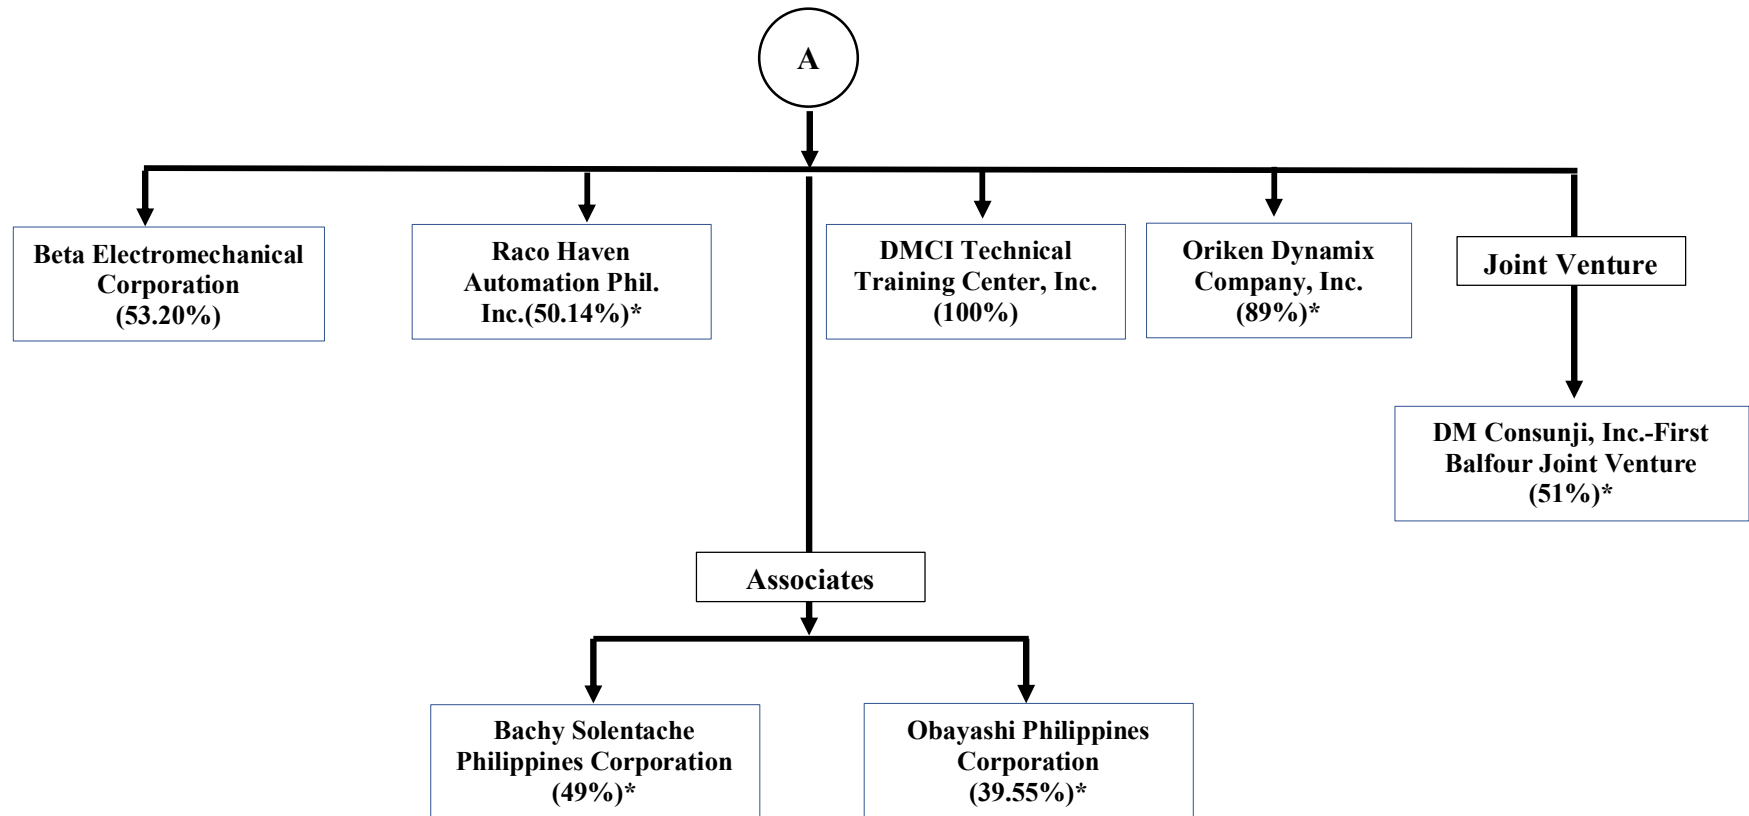 A
Beta Electromechanical
Corporation
(53.20%)
Raco Haven
Automation Phil.
Inc.(50.14%)*
DMCI Technical
Training Center, Inc.
(100%)
Oriken Dynamix
Company, Inc.
(89%)*
Joint Venture
DM Consunji, Inc.-First
Balfour Joint Venture
(51%)*
Associates
Bachy Solentache
Philippines Corporation
(49%)*
Obayashi Philippines
Corporation
(39.55%)*